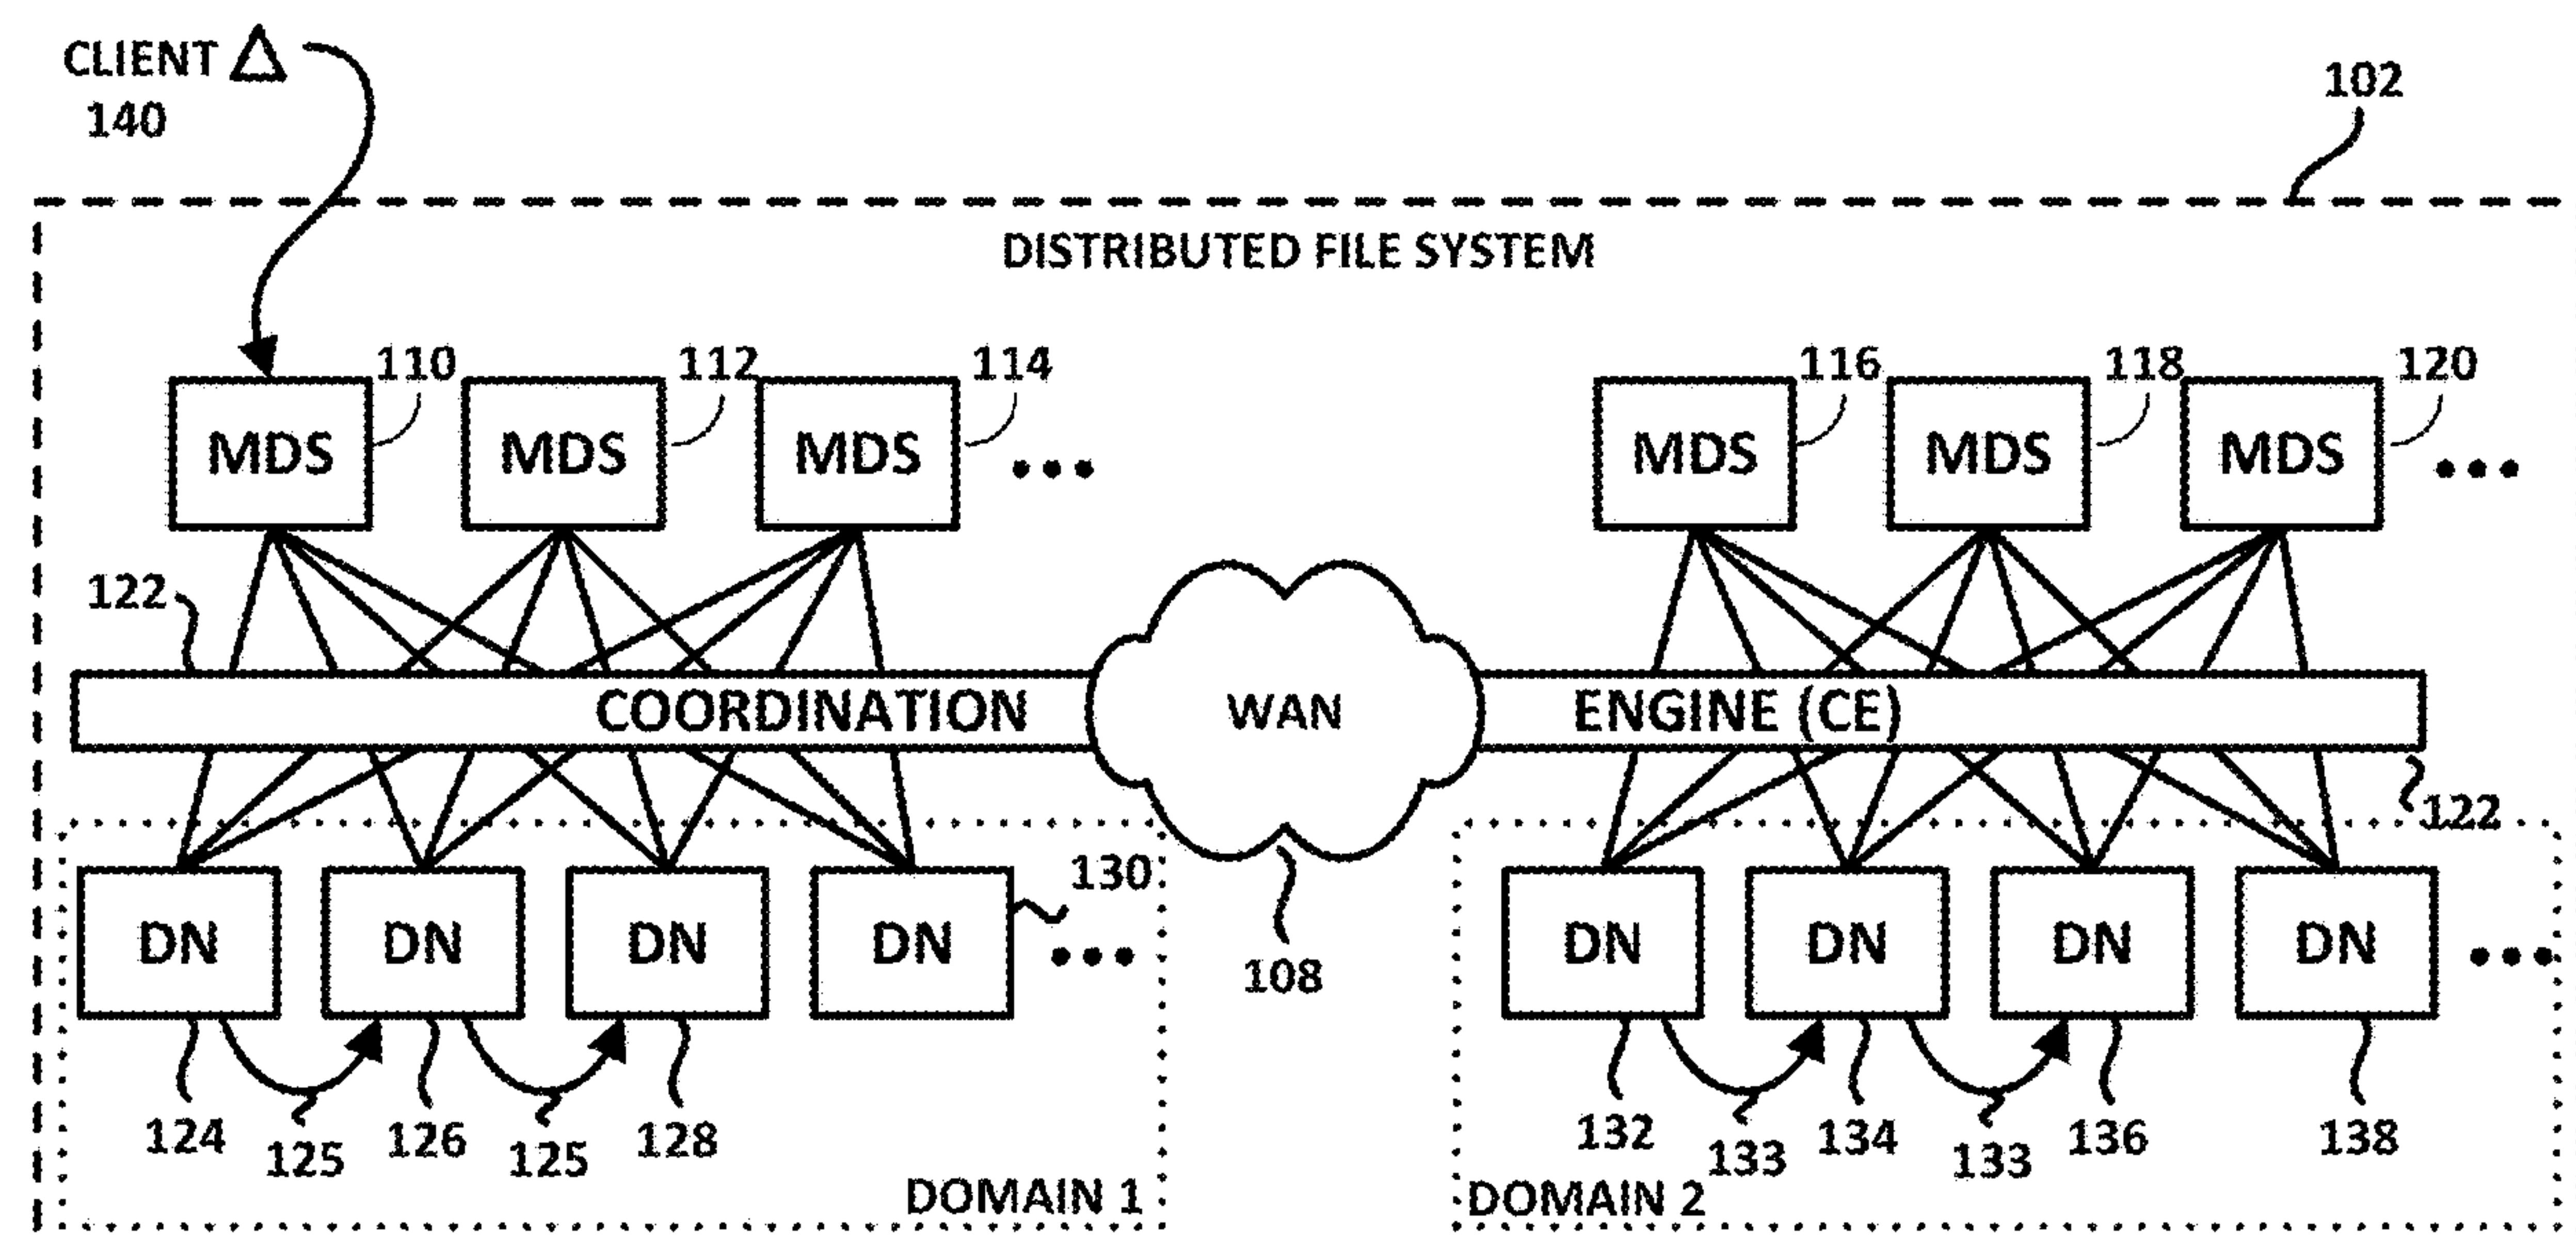 CLIENT
140
102
DISTRIBUTED FILE SYSTEM
110 112 114 116 118 120
MDS MDS MDS ... MDS MDS MDS ...
122
COORDINATION WAN ENGINE (CE)
122
130
DN DN DN DN ... DN DN DN DN ...
108
124 125 126 125 128 132 133 134 133 136 138
DOMAIN 1 DOMAIN 2